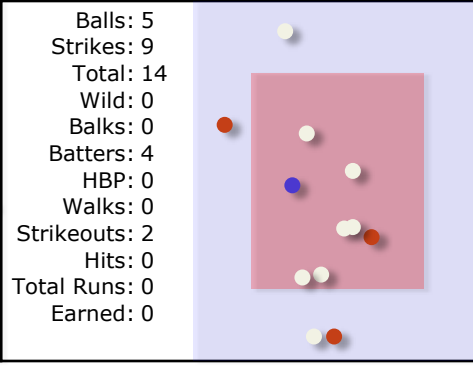 Balls: 5
Strikes: 9
Total: 14
Wild: 0
Balks: 0
Batters: 4
HBP: 0
Walks: 0
Strikeouts: 2
Hits: 0
Total Runs: 0
Earned: 0